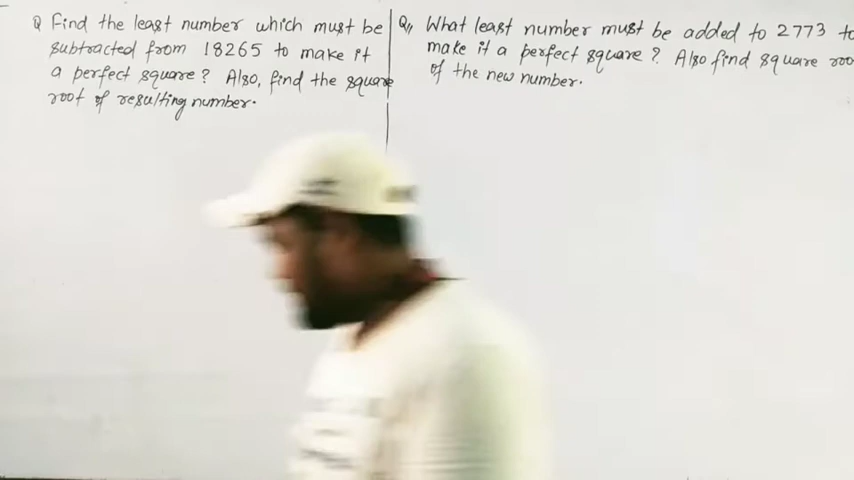 Q Find the least number which must be
subtracted from 18265 to make it
a perfect square? Also, find the square
root of resulting number.
Q,, What least number must be added to 2773 to
make it a perfect square? Also find square roo
of the new number.